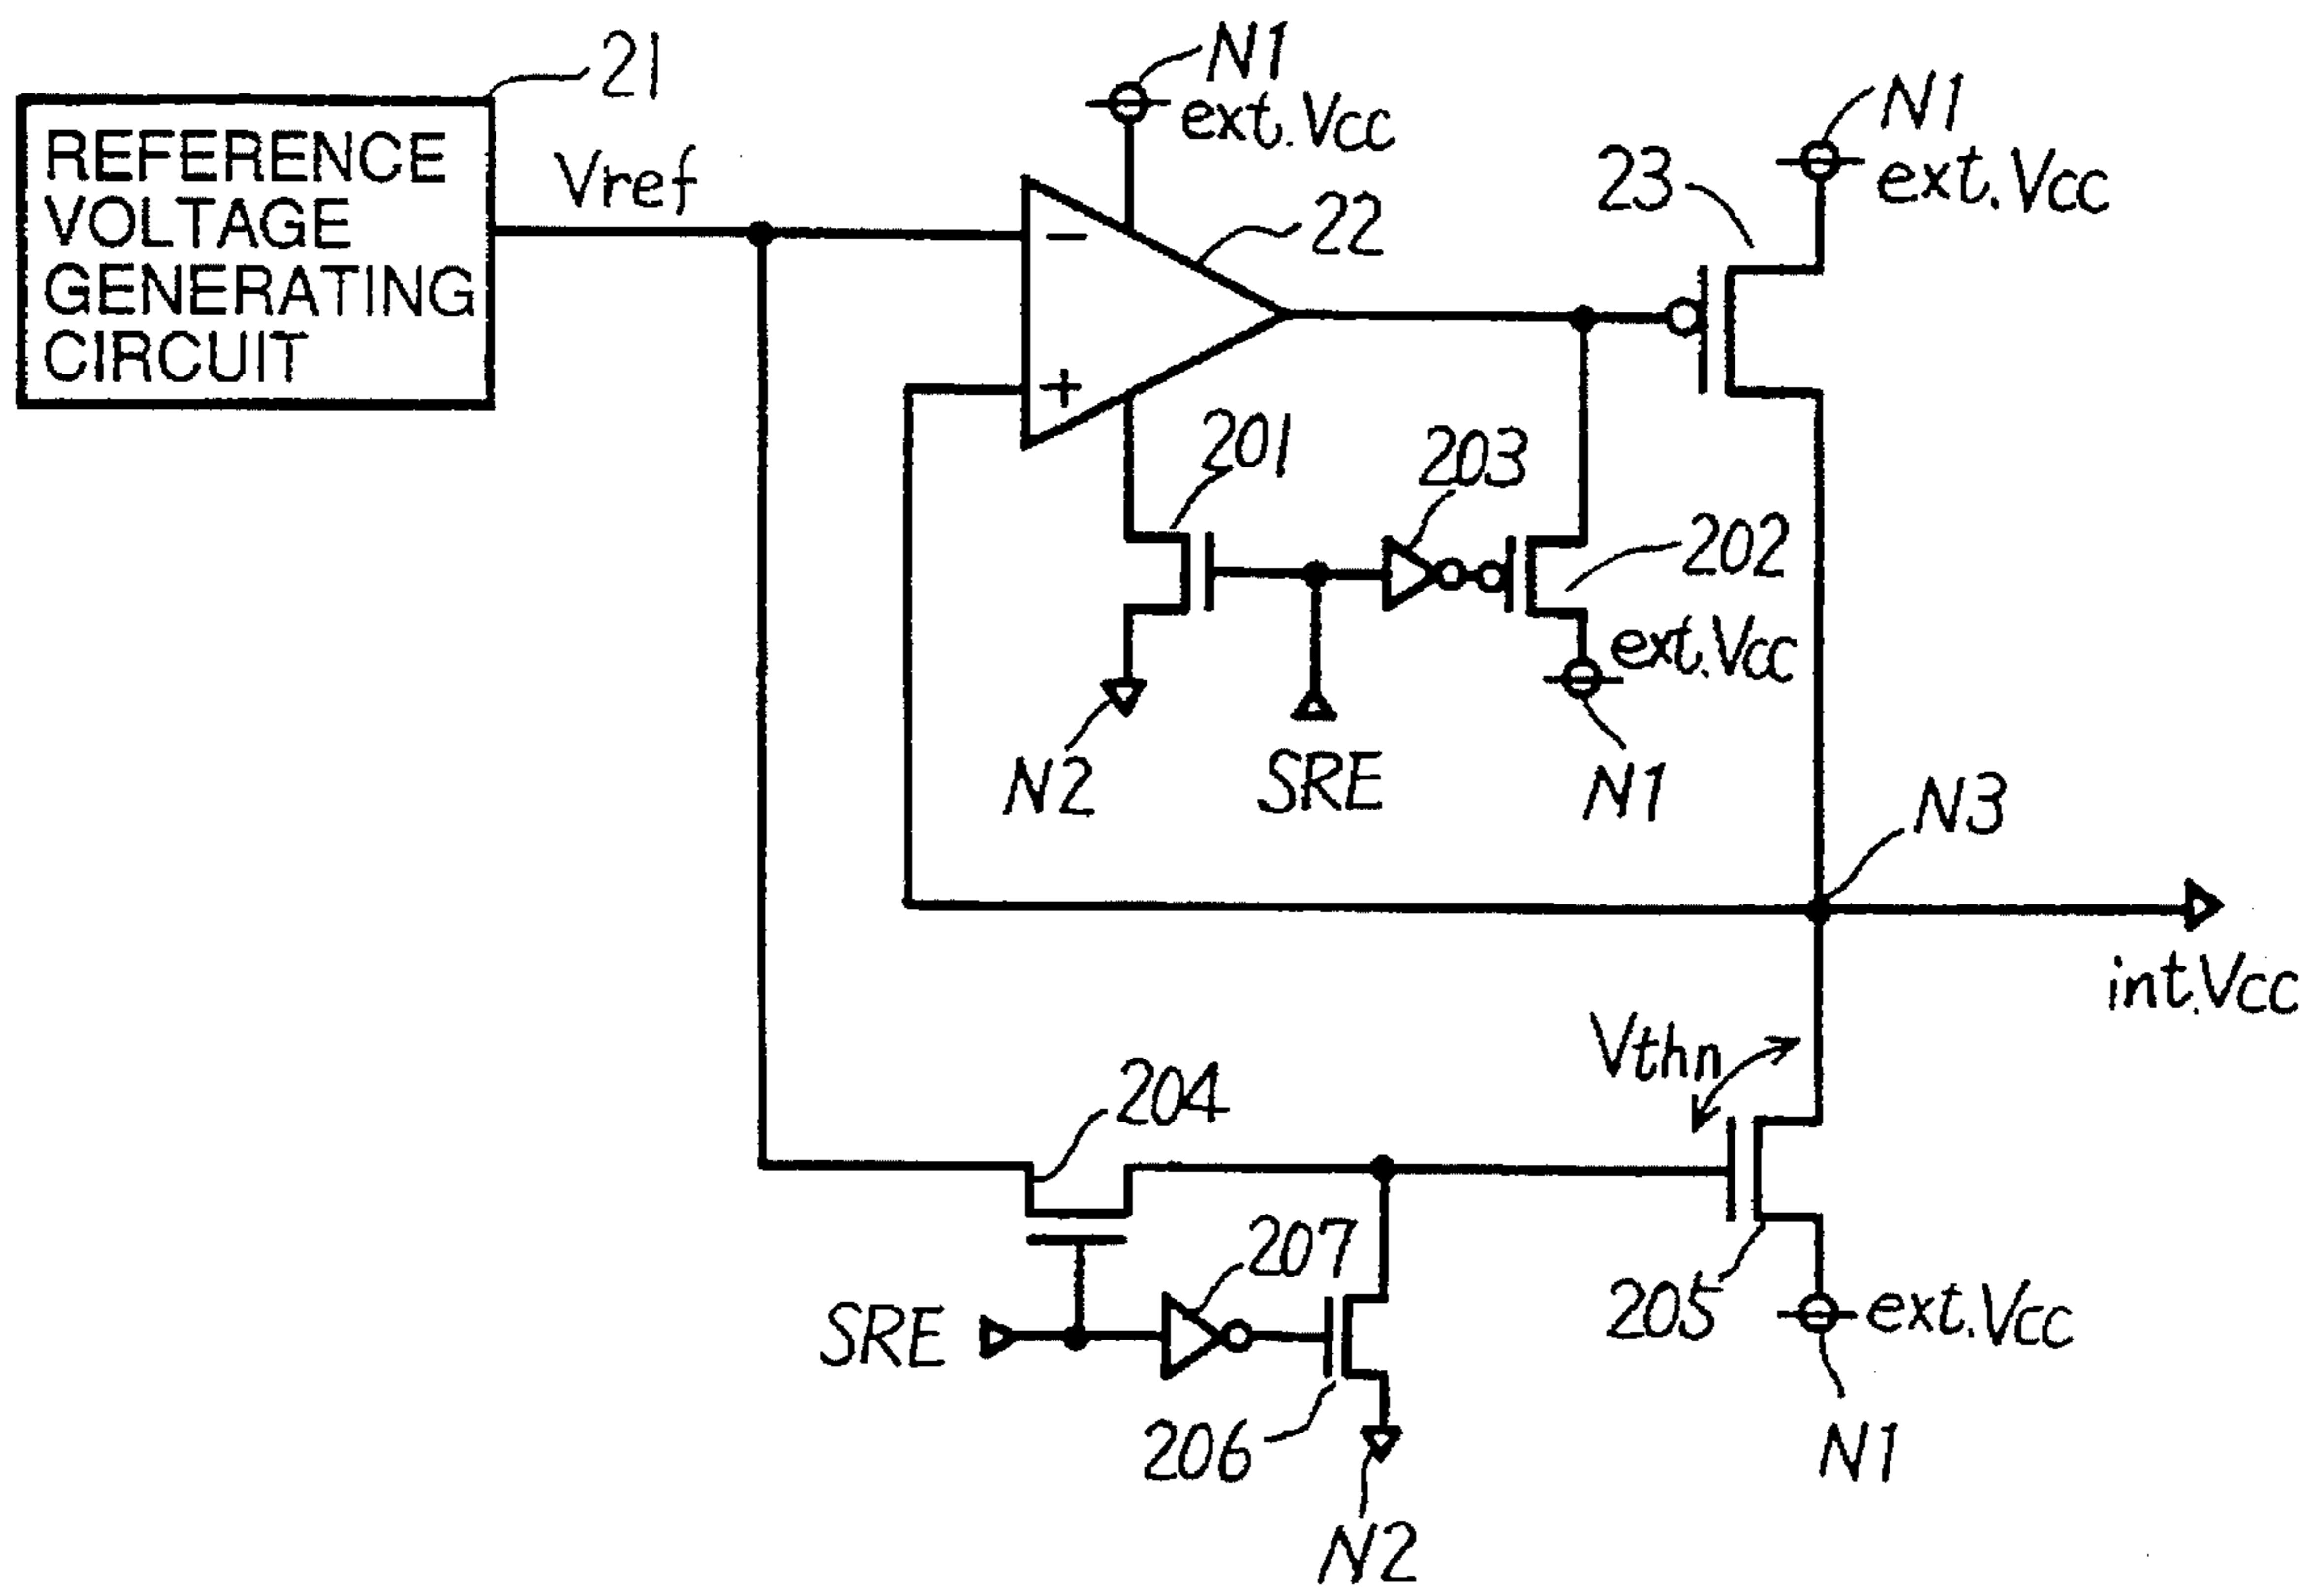 21
N1
ext.Vcc
N1
ext.Vcc
REFERENCE
VOLTAGE
GENERATING
CIRCUIT
Vref
23
22
−
+
201
203
202
ext.Vcc
N2
SRE
N1
N3
int.Vcc
Vthn
204
207
205
ext.Vcc
SRE
206
N1
N2